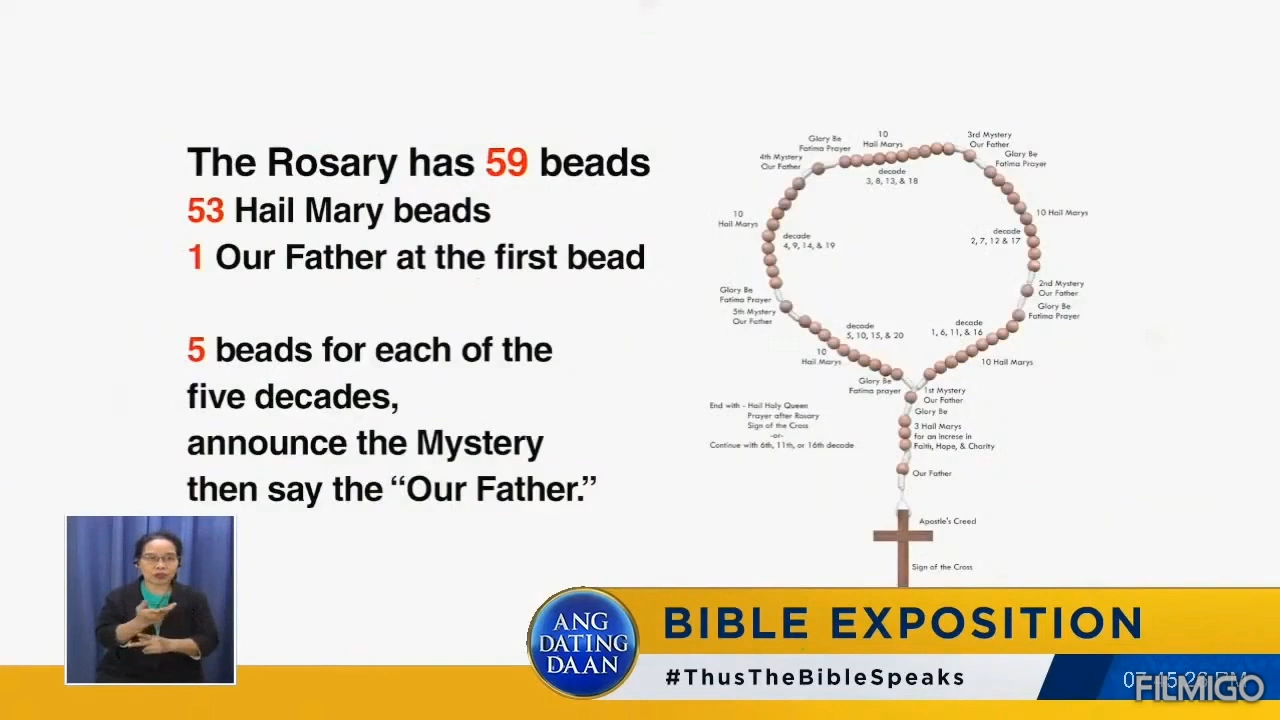 The Rosary has 59 beads
53 Hail Mary beads
1 Our Father at the first bead
5 beads for each of the
five decades,
announce the Mystery
then say the “Our Father.”
10
Hail Marys
Glory Be
Fatima Prayer
4th Mystery
Our Father
decade
3, 8, 13, & 18
3rd Mystery
Our Father
Glory Be
Fatima Prayer
10
Hail Marys
decade
4, 9, 14, & 19
10 Hail Marys
decade
2, 7, 12 & 17
Glory Be
Fatima Prayer
5th Mystery
Our Father
2nd Mystery
Our Father
Glory Be
Fatima Prayer
decade
5, 10, 15, & 20
decade
1, 6, 11, & 16
10
Hail Marys
10 Hail Marys
Glory Be
Fatima prayer
1st Mystery
Our Father
Glory Be
3 Hail Marys
for an Increse in
Faith, Hope, & Charity
End with - Hail Holy Queen
Prayer after Rosary
Sign of the Cross
-or-
Continue with 6th, 11th, or 16th decade
Our Father
Apostle's Creed
Sign of the Cross
ANG
DATING
DAAN
BIBLE EXPOSITION
#ThusTheBibleSpeaks
FILMIGO